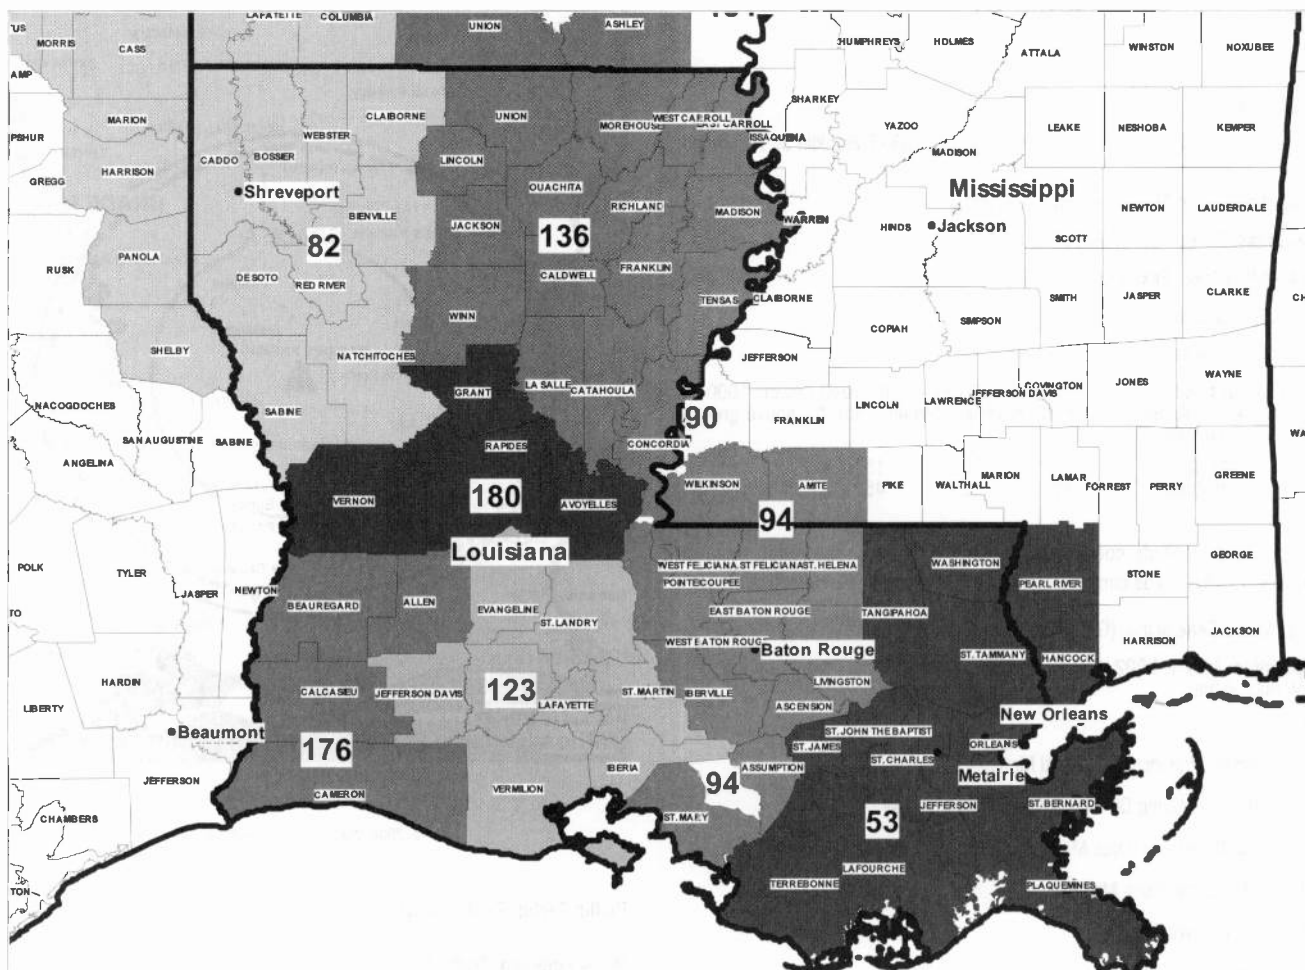 LAFAYETTE
COLUMBIA
UNION
ASHLEY
HUMPHREYS
HOLMES
ATTALA
WINSTON
NOXUBEE
MORRIS
CASS
SHARKEY
MARION
CLAIBORNE
UNION
MOREHOUSE
WEST CARROLL
EAST CARROLL
ISSAQUENA
YAZOO
LEAKE
NESHOBA
KEMPER
PSHUR
WEBSTER
MADISON
GREGG
HARRISON
CADDO
BOSSIER
LINCOLN
Shreveport
OUACHITA
RICHLAND
MADISON
WARREN
Mississippi
HINDS
Jackson
NEWTON
LAUDERDALE
SCOTT
BIENVILLE
JACKSON
82
136
RUSK
PANOLA
DESOTO
RED RIVER
CALDWELL
FRANKLIN
TENSAS
CLAIBORNE
SMITH
JASPER
CLARKE
WINN
COPIAH
SIMPSON
SHELBY
NATCHITOCHES
JEFFERSON
NACOGDOCHES
GRANT
LA SALLE
CATAHOULA
LINCOLN
LAWRENCE
JEFFERSON DAVIS
COVINGTON
JONES
WAYNE
SAN AUGUSTINE
SABINE
SABINE
90
FRANKLIN
ANGELINA
RAPIDES
CONCORDIA
VERNON
180
AVOYELLES
WILKINSON
AMITE
PIKE
WALTHALL
MARION
LAMAR
FORREST
PERRY
GREENE
94
Louisiana
POLK
TYLER
JASPER
NEWTON
BEAUREGARD
ALLEN
EVANGELINE
ST. LANDRY
WEST FELICIANA
ST FELICIANA
ST. HELENA
POINTE COUPEE
WASHINGTON
PEARL RIVER
STONE
GEORGE
EAST BATON ROUGE
TANGIPAHOA
WEST BATON ROUGE
Baton Rouge
ST. TAMMANY
HANCOCK
HARRISON
JACKSON
HARDIN
LIBERTY
CALCASIEU
JEFFERSON DAVIS
123
LAFAYETTE
ST. MARTIN
IBERVILLE
LIVINGSTON
ASCENSION
New Orleans
Beaumont
176
ST. JAMES
ST. JOHN THE BAPTIST
ST. CHARLES
ORLEANS
Metairie
JEFFERSON
CAMERON
VERMILION
IBERIA
94
ASSUMPTION
ST. MARY
53
JEFFERSON
ST. BERNARD
CHAMBERS
LAFOURCHE
TERREBONNE
PLAQUEMINES